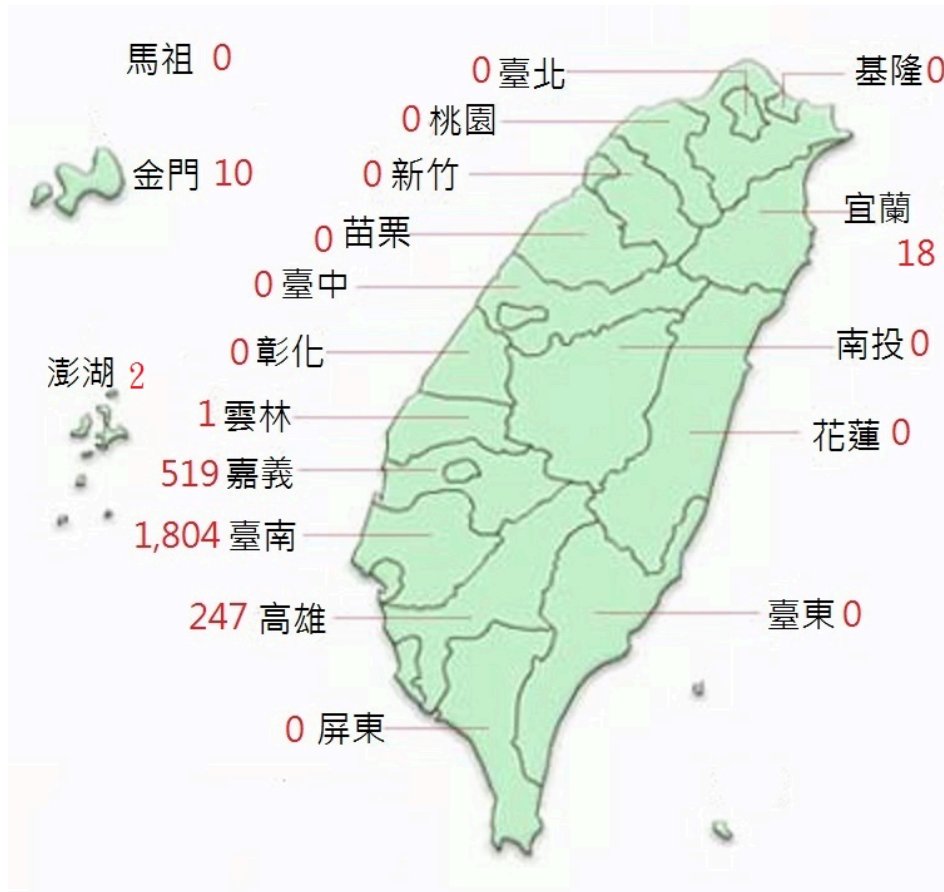 馬祖 0
0 臺北
基隆 0
0 桃園
金門 10
0 新竹
宜蘭
18
0 苗栗
0 臺中
南投 0
0 彰化
澎湖 2
1 雲林
花蓮 0
519 嘉義
1,804 臺南
247 高雄
臺東 0
0 屏東